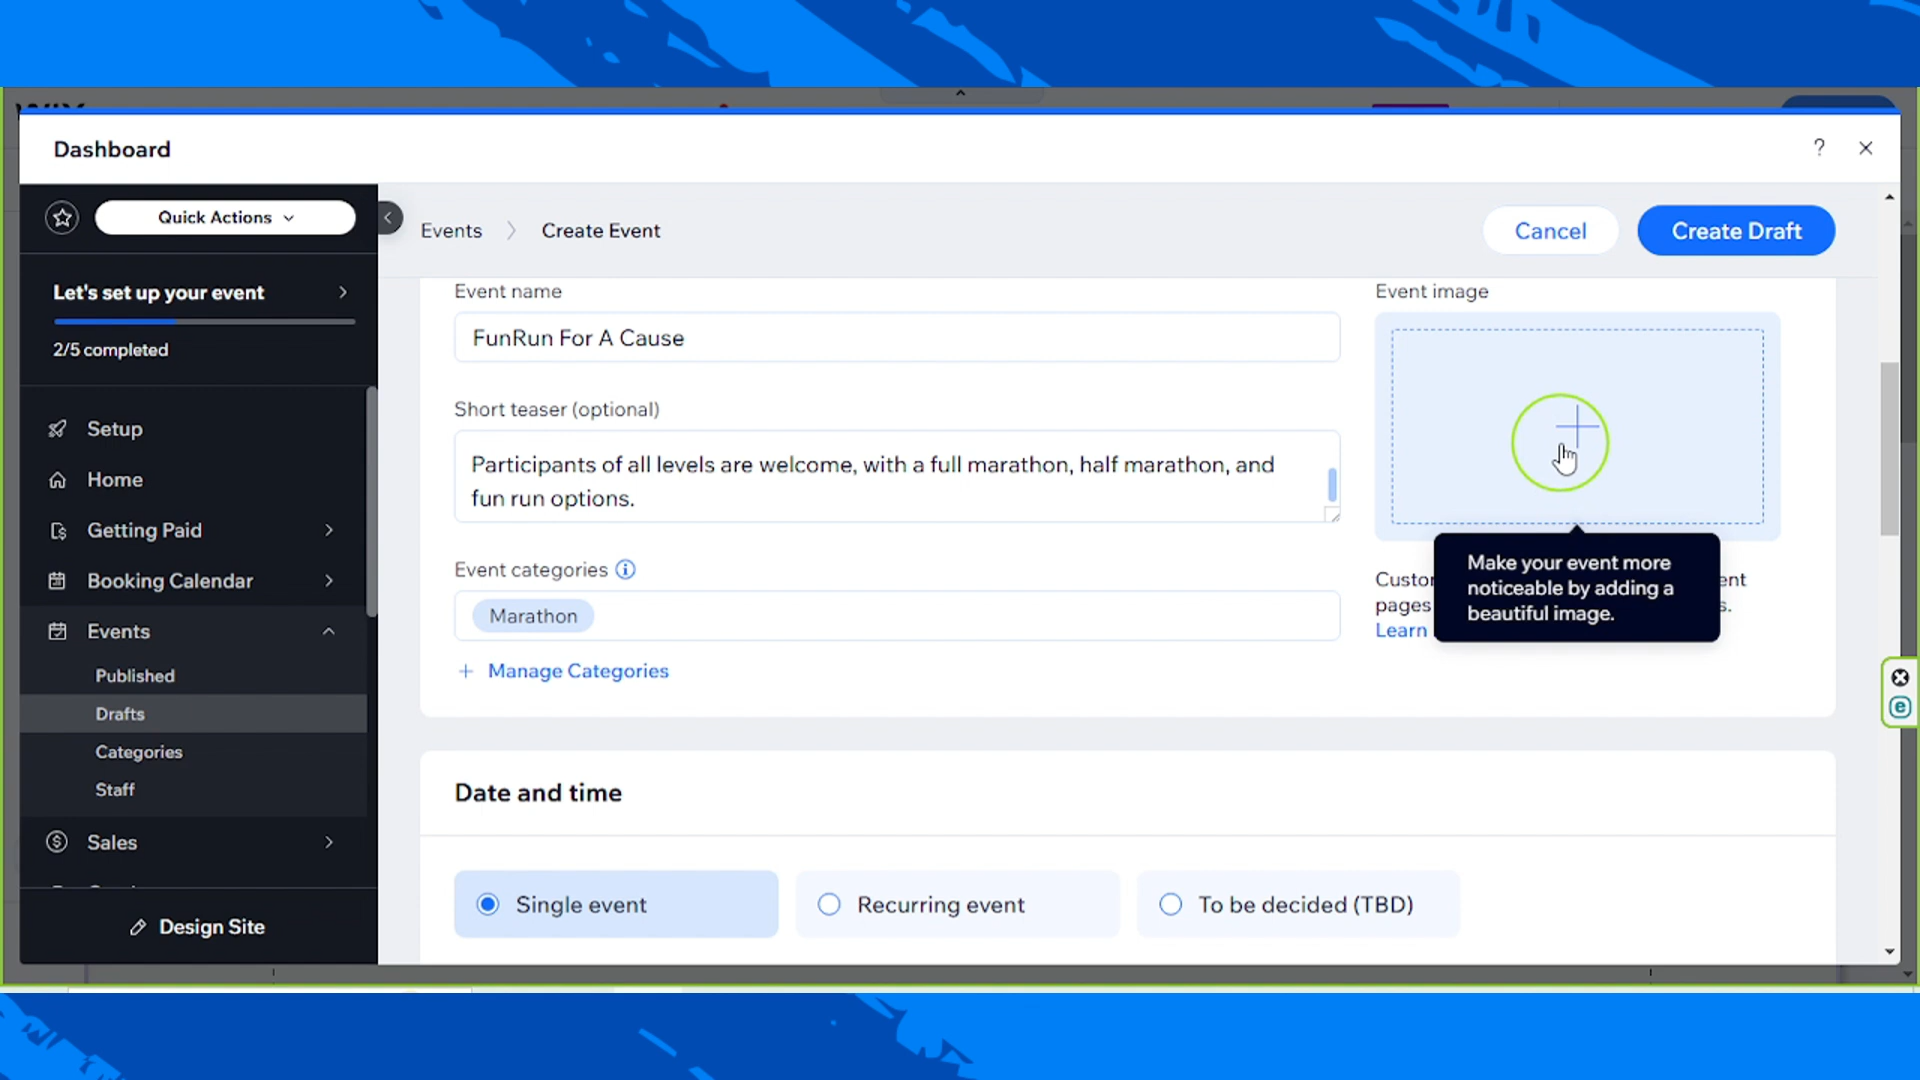 Dashboard
?
Quick Actions
Events
Create Event
Cancel
Create Draft
Let's set up your event
2/5 completed
Event name
Event image
FunRun For A Cause
Short teaser (optional)
Participants of all levels are welcome, with a full marathon, half marathon, and
fun run options.
Setup
Home
Getting Paid
Booking Calendar
Events
Published
Drafts
Categories
Staff
Sales
Design Site
Event categories
Marathon
+ Manage Categories
Make your event more
noticeable by adding a
beautiful image.
pages
Learn
Date and time
Single event
Recurring event
To be decided (TBD)